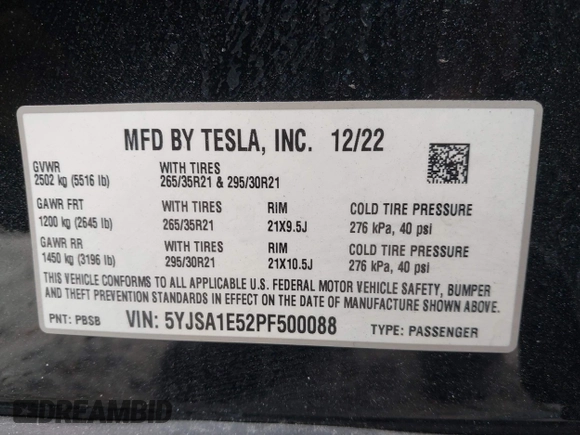 MFD BY TESLA, INC. 12/22
GVWR WITH TIRES
2502 kg (5516 lb) 265/35R21 & 295/30R21
GAWR FRT WITH TIRES RIM COLD TIRE PRESSURE
1200 kg (2645 lb) 265/35R21 21X9.5J 276 kPa, 40 psi
GAWR RR WITH TIRES RIM COLD TIRE PRESSURE
1450 kg (3196 lb) 295/30R21 21X10.5J 276 kPa, 40 psi
THIS VEHICLE CONFORMS TO ALL APPLICABLE U.S. FEDERAL MOTOR VEHICLE SAFETY, BUMPER
AND THEFT PREVENTION STANDARDS IN EFFECT ON THE DATE OF MANUFACTURE SHOWN ABOVE.
PNT: PBSB VIN: 5YJSA1E52PF500088 TYPE: PASSENGER
DREAMBID